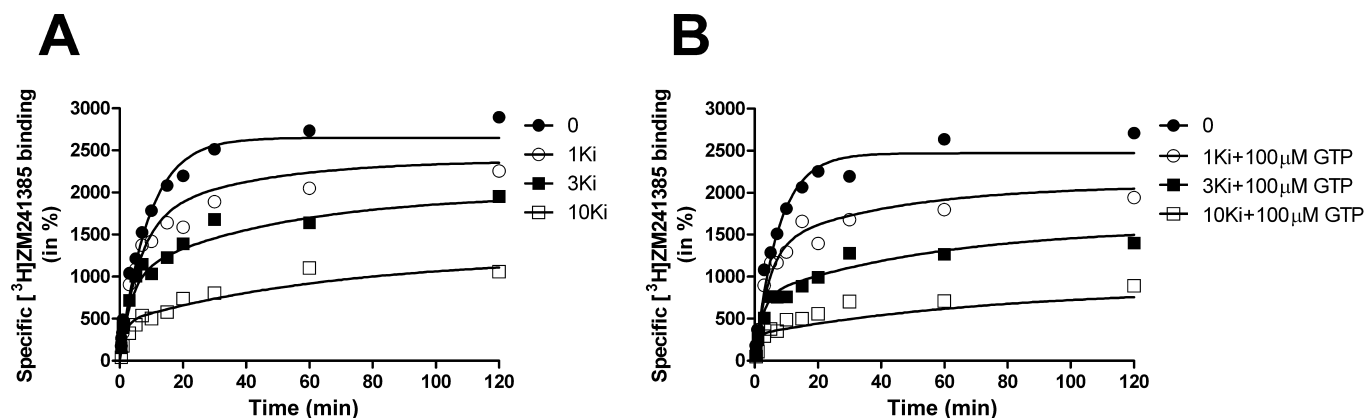 A
Specific [³H]ZM241385 binding
(in %)
3000
2500
2000
1500
1000
500
0
0
20
40
60
80
100
120
Time (min)
0
1Ki
3Ki
10Ki
B
Specific [³H]ZM241385 binding
(in %)
3000
2500
2000
1500
1000
500
0
0
20
40
60
80
100
120
Time (min)
0
1Ki+100μM GTP
3Ki+100μM GTP
10Ki+100μM GTP